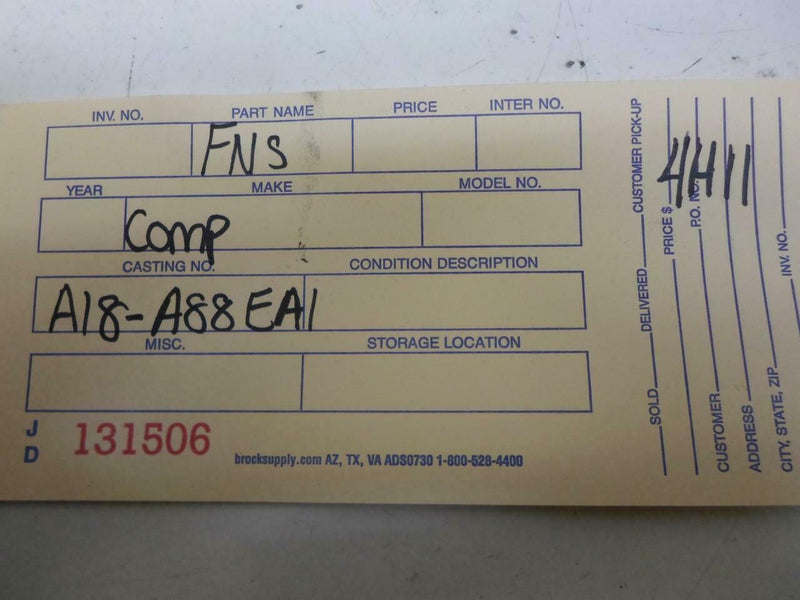 INV. NO. PART NAME PRICE INTER NO.
FNS
YEAR MAKE MODEL NO.
Comp
CASTING NO. CONDITION DESCRIPTION
A18-A88EA1
MISC. STORAGE LOCATION
J
D
131506
brocksupply.com AZ, TX, VA ADS0730 1-800-528-4400
SOLD DELIVERED CUSTOMER PICK-UP
PRICE $
P.O. NO.
4411
CUSTOMER
ADDRESS
CITY, STATE, ZIP
INV. NO.